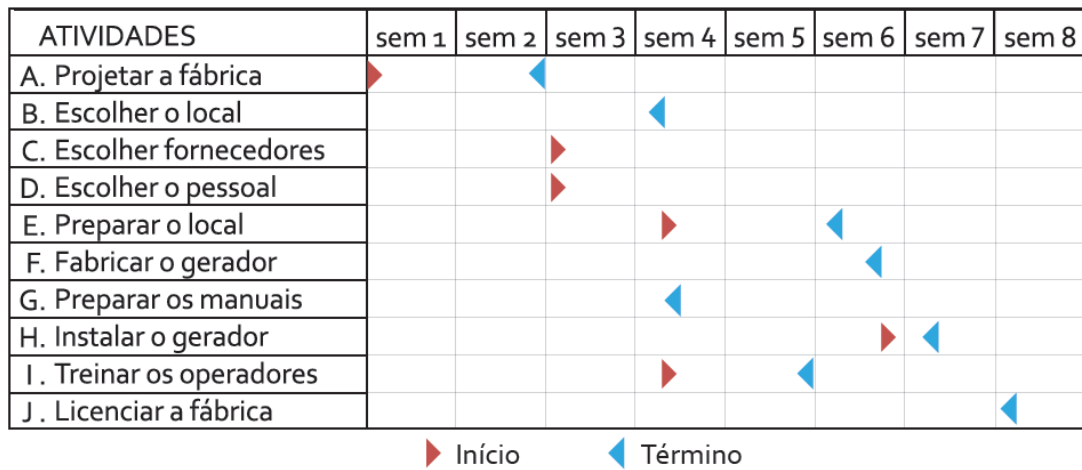 ATIVIDADES sem 1 sem 2 sem 3 sem 4 sem 5 sem 6 sem 7 sem 8
A. Projetar a fábrica
B. Escolher o local
C. Escolher fornecedores
D. Escolher o pessoal
E. Preparar o local
F. Fabricar o gerador
G. Preparar os manuais
H. Instalar o gerador
I. Treinar os operadores
J. Licenciar a fábrica
Início Término